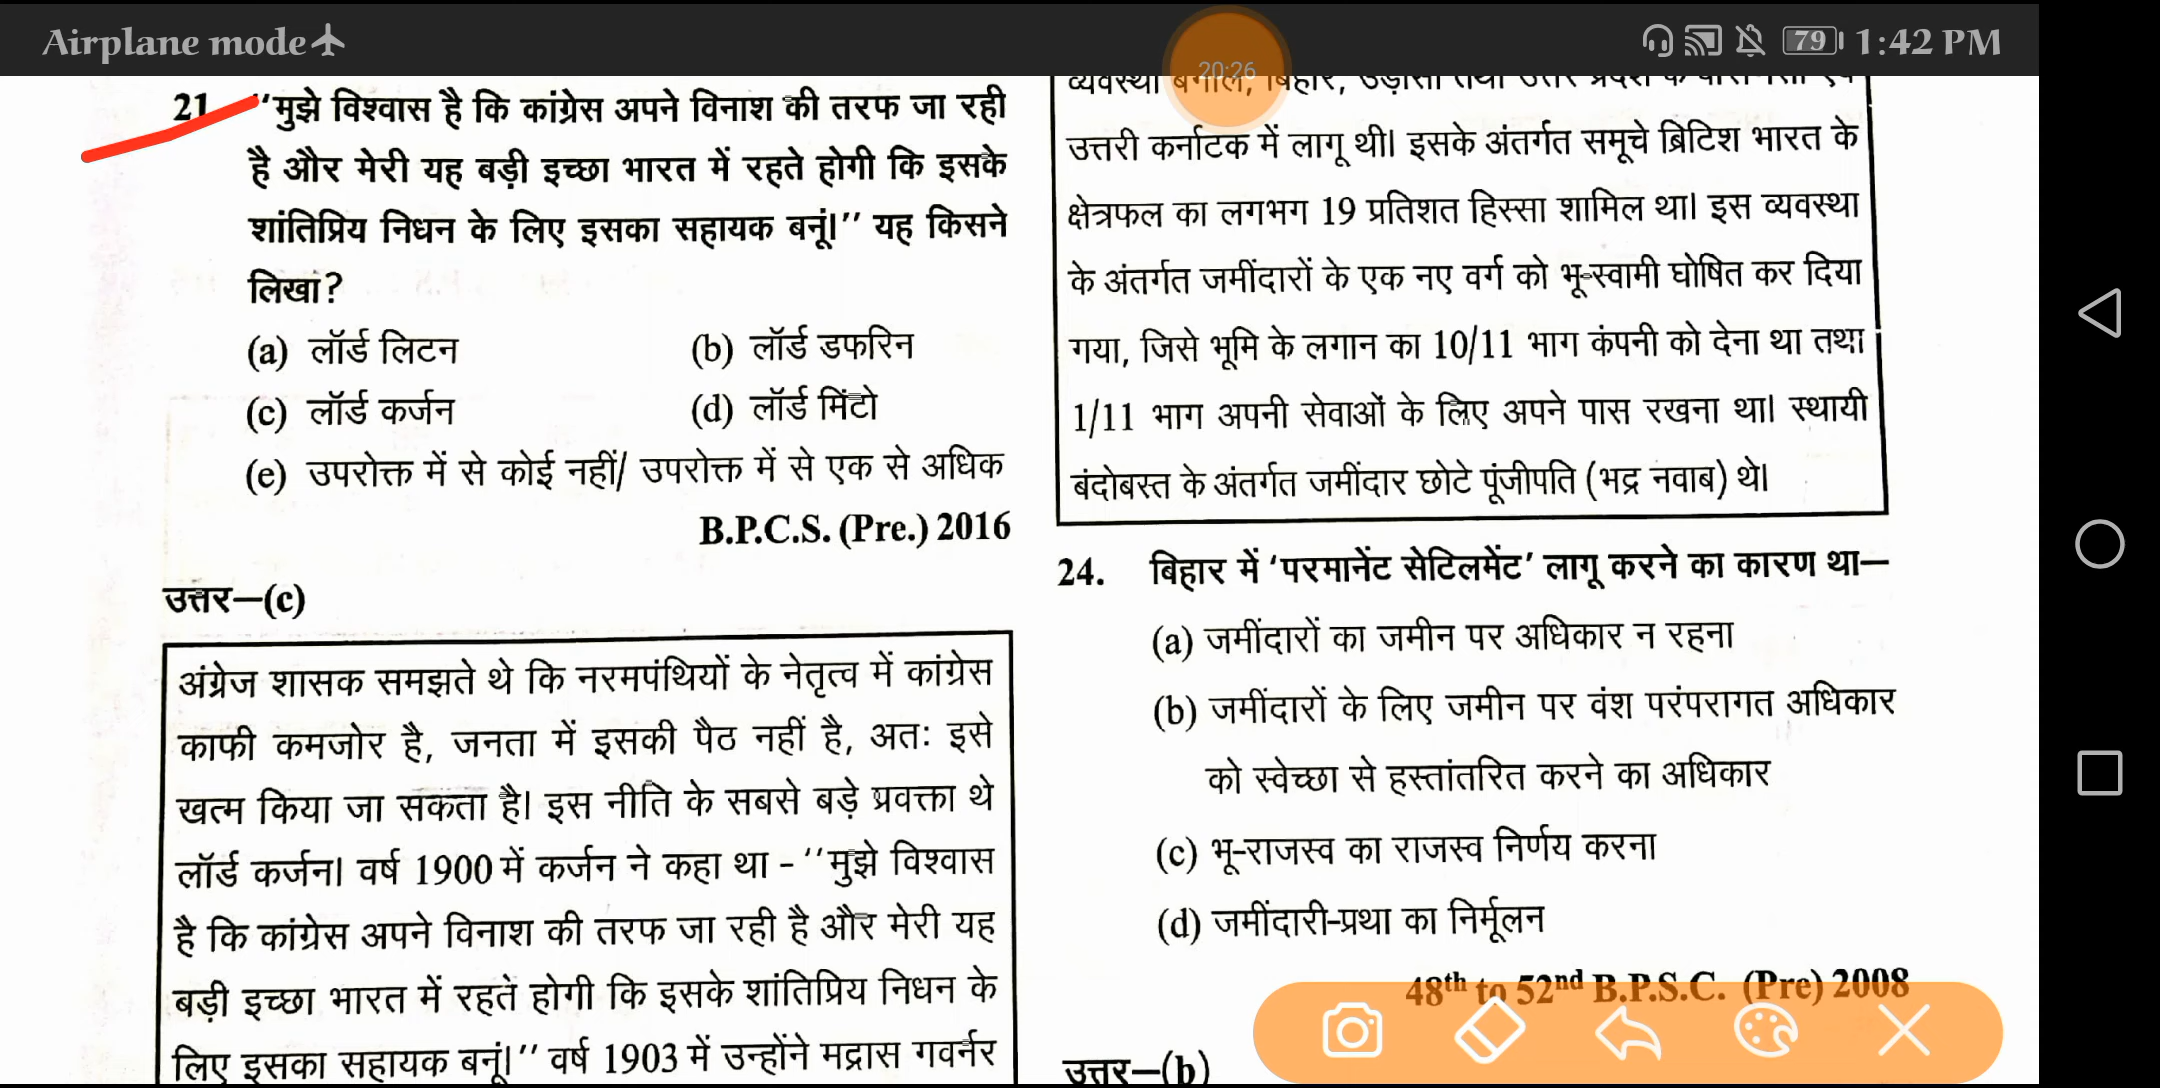 Airplane mode
20:26
79 1:42 PM
21. ‘‘मुझे विश्वास है कि कांग्रेस अपने विनाश की तरफ जा रही
है और मेरी यह बड़ी इच्छा भारत में रहते होगी कि इसके
शांतिप्रिय निधन के लिए इसका सहायक बनूं।’’ यह किसने
लिखा?
(a) लॉर्ड लिटन (b) लॉर्ड डफरिन
(c) लॉर्ड कर्जन (d) लॉर्ड मिंटो
(e) उपरोक्त में से कोई नहीं/ उपरोक्त में से एक से अधिक
B.P.C.S. (Pre.) 2016
उत्तर—(c)
अंग्रेज शासक समझते थे कि नरमपंथियों के नेतृत्व में कांग्रेस
काफी कमजोर है, जनता में इसकी पैठ नहीं है, अतः इसे
खत्म किया जा सकता है। इस नीति के सबसे बड़े प्रवक्ता थे
लॉर्ड कर्जन। वर्ष 1900 में कर्जन ने कहा था - ‘‘मुझे विश्वास
है कि कांग्रेस अपने विनाश की तरफ जा रही है और मेरी यह
बड़ी इच्छा भारत में रहते होगी कि इसके शांतिप्रिय निधन के
लिए इसका सहायक बनूं।’’ वर्ष 1903 में उन्होंने मद्रास गवर्नर
व्यवस्था बंगाल, बिहार, उड़ीसा तथा उत्तर प्रदेश के
उत्तरी कर्नाटक में लागू थी। इसके अंतर्गत समूचे ब्रिटिश भारत के
क्षेत्रफल का लगभग 19 प्रतिशत हिस्सा शामिल था। इस व्यवस्था
के अंतर्गत जमींदारों के एक नए वर्ग को भू-स्वामी घोषित कर दिया
गया, जिसे भूमि के लगान का 10/11 भाग कंपनी को देना था तथा
1/11 भाग अपनी सेवाओं के लिए अपने पास रखना था। स्थायी
बंदोबस्त के अंतर्गत जमींदार छोटे पूंजीपति (भद्र नवाब) थे।
24. बिहार में ‘परमानेंट सेटिलमेंट’ लागू करने का कारण था—
(a) जमींदारों का जमीन पर अधिकार न रहना
(b) जमींदारों के लिए जमीन पर वंश परंपरागत अधिकार
को स्वेच्छा से हस्तांतरित करने का अधिकार
(c) भू-राजस्व का राजस्व निर्णय करना
(d) जमींदारी-प्रथा का निर्मूलन
48th to 52nd B.P.S.C. (Pre) 2008
उत्तर—(b)